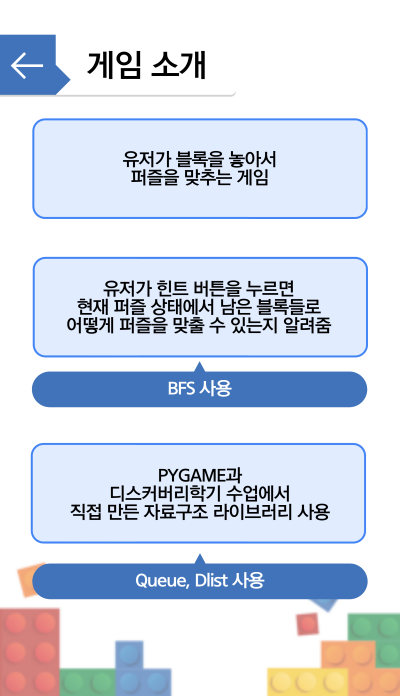 게임 소개
유저가 블록을 놓아서
퍼즐을 맞추는 게임
유저가 힌트 버튼을 누르면
현재 퍼즐 상태에서 남은 블록들로
어떻게 퍼즐을 맞출 수 있는지 알려줌
BFS 사용
PYGAME과
디스커버리학기 수업에서
직접 만든 자료구조 라이브러리 사용
Queue, Dlist 사용